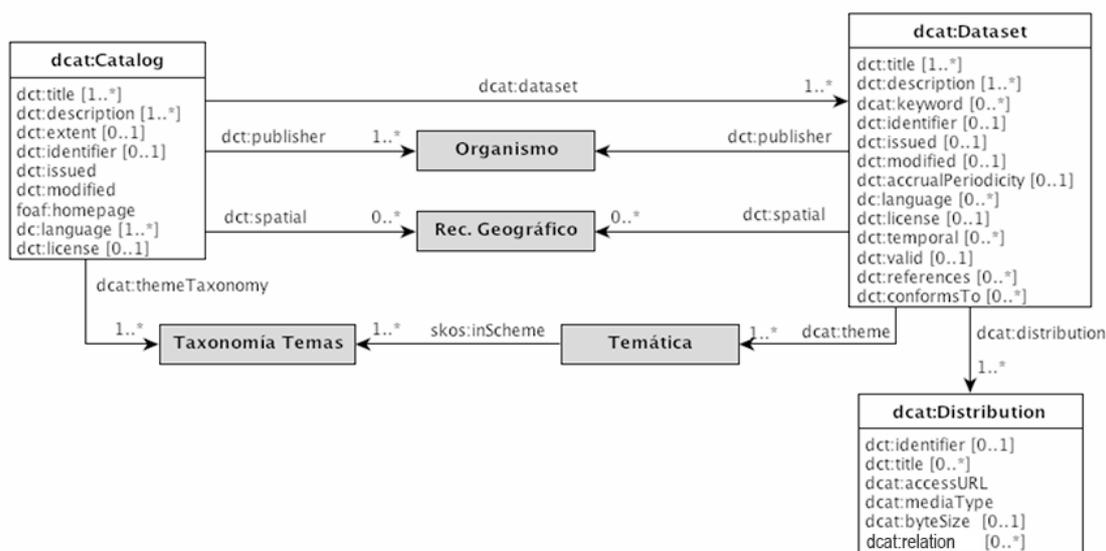 dcat:Catalog
dct:title [1..*]
dct:description [1..*]
dct:extent [0..1]
dct:identifier [0..1]
dct:issued
dct:modified
foaf:homepage
dc:language [1..*]
dct:license [0..1]
dcat:dataset
1..*
dct:publisher
1..*
Organismo
dct:publisher
dct:spatial
0..*
Rec. Geográfico
0..*
dct:spatial
dcat:Dataset
dct:title [1..*]
dct:description [1..*]
dcat:keyword [0..*]
dct:identifier [0..1]
dct:issued [0..1]
dct:modified [0..1]
dct:accrualPeriodicity [0..1]
dc:language [0..*]
dct:license [0..1]
dct:temporal [0..*]
dct:valid [0..1]
dct:references [0..*]
dct:conformsTo [0..*]
dcat:themeTaxonomy
1..*
Taxonomía Temas
1..*
skos:inScheme
Temática
1..*
dcat:theme
dcat:distribution
1..*
dcat:Distribution
dct:identifier [0..1]
dct:title [0..*]
dcat:accessURL
dcat:mediaType
dcat:byteSize [0..1]
dcat:relation [0..*]